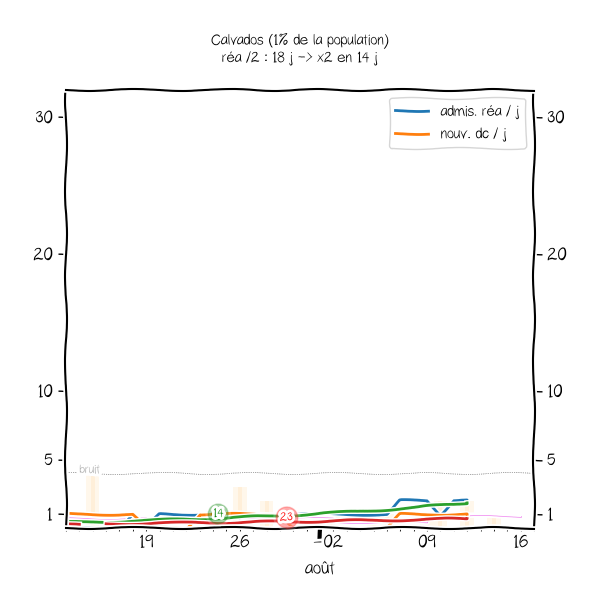 Calvados (1% de la population)
réa /2 : 18 j -> x2 en 14 j
admis. réa / j
nouv. dc / j
30
30
20
20
10
10
5
5
bruit
1
1
14
23
19
26
02
09
16
août